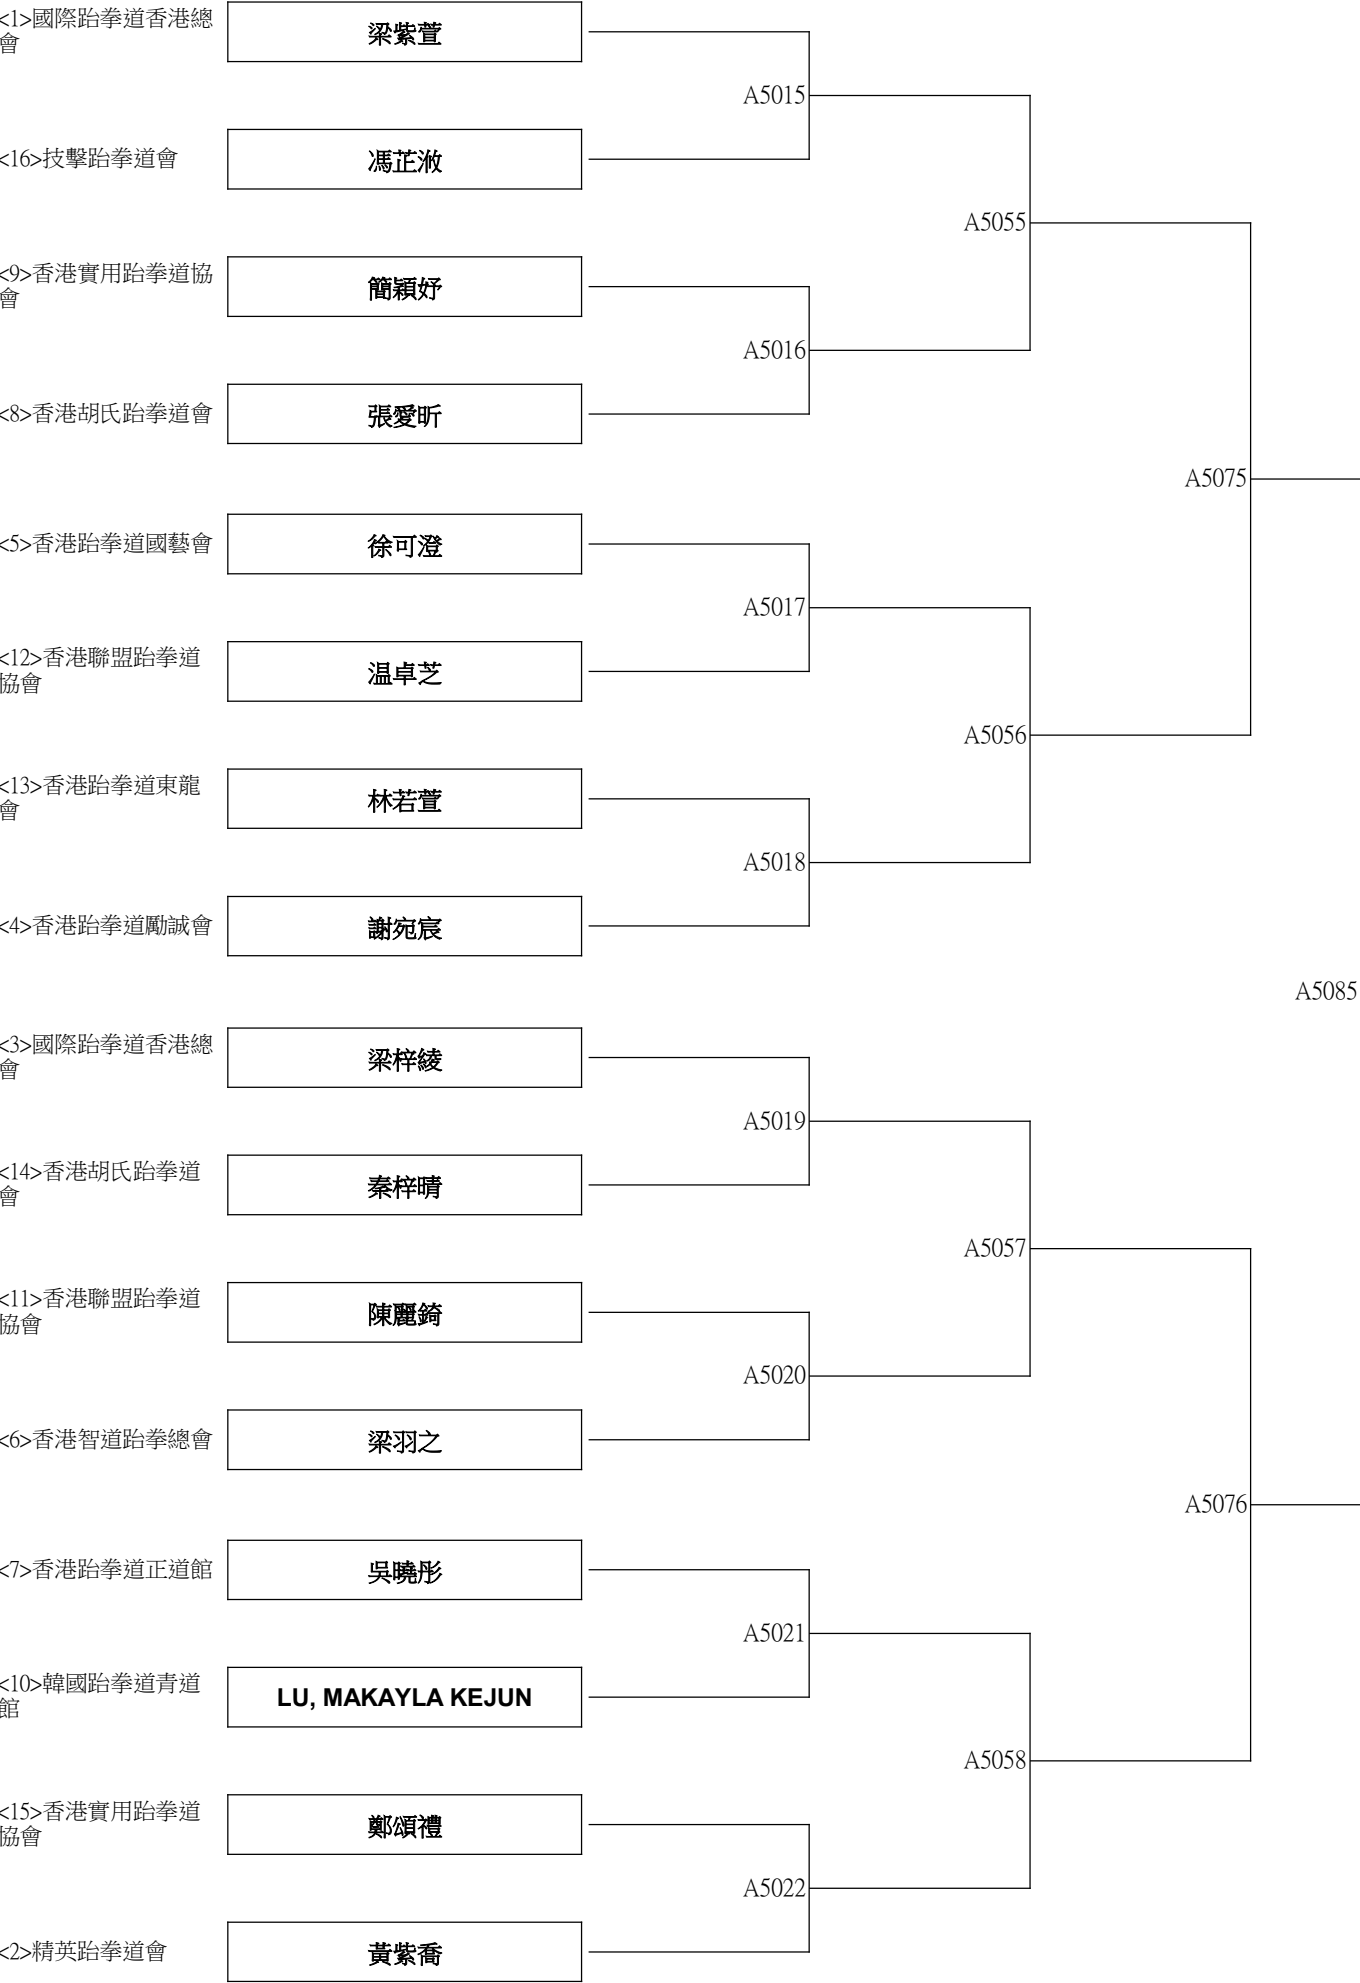 <1>國際跆拳道香港總
會
梁紫萱
A5015
<16>技擊跆拳道會
馮芷溵
A5055
<9>香港實用跆拳道協
會
簡穎妤
A5016
<8>香港胡氏跆拳道會
張愛昕
A5075
<5>香港跆拳道國藝會
徐可澄
A5017
<12>香港聯盟跆拳道
協會
温卓芝
A5056
<13>香港跆拳道東龍
會
林若萱
A5018
<4>香港跆拳道勵誠會
謝宛宸
A5085
<3>國際跆拳道香港總
會
梁梓綾
A5019
<14>香港胡氏跆拳道
會
秦梓晴
A5057
<11>香港聯盟跆拳道
協會
陳麗錡
A5020
<6>香港智道跆拳總會
梁羽之
A5076
<7>香港跆拳道正道館
吳曉彤
A5021
<10>韓國跆拳道青道
館
LU, MAKAYLA KEJUN
A5058
<15>香港實用跆拳道
協會
鄭頌禮
A5022
<2>精英跆拳道會
黃紫喬